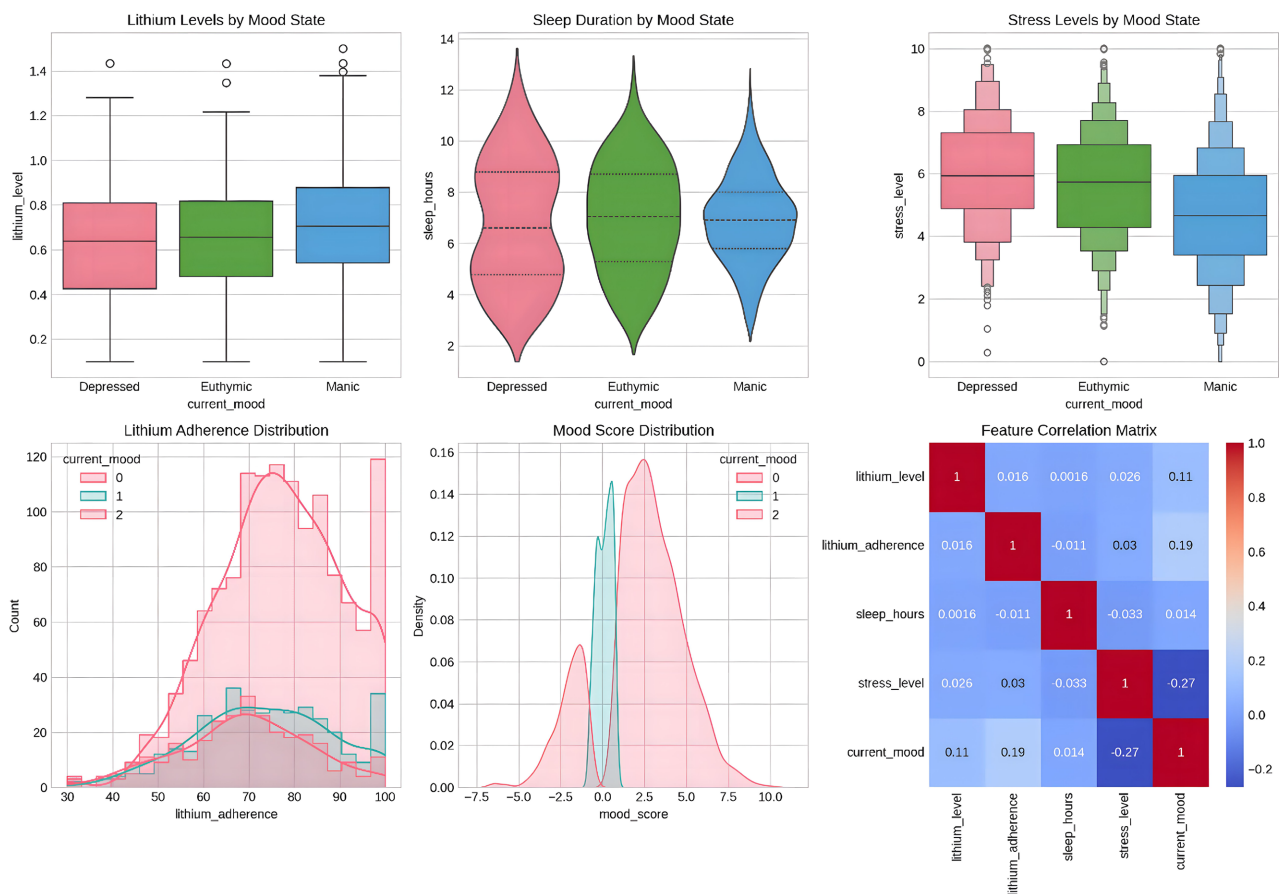 Lithium Levels by Mood State
1.4
1.2
1.0
0.8
0.6
0.4
0.2
lithium_level
Depressed Euthymic Manic
current_mood
Sleep Duration by Mood State
14
12
10
8
6
4
2
sleep_hours
Depressed Euthymic Manic
current_mood
Stress Levels by Mood State
10
8
6
4
2
0
stress_level
Depressed Euthymic Manic
current_mood
Lithium Adherence Distribution
120
100
80
60
40
20
0
Count
current_mood
0
1
2
30 40 50 60 70 80 90 100
lithium_adherence
Mood Score Distribution
0.16
0.14
0.12
0.10
0.08
0.06
0.04
0.02
0.00
Density
current_mood
0
1
2
−7.5 −5.0 −2.5 0.0 2.5 5.0 7.5 10.0
mood_score
Feature Correlation Matrix
lithium_level 1 0.016 0.0016 0.026 0.11
lithium_adherence 0.016 1 -0.011 0.03 0.19
sleep_hours 0.0016 -0.011 1 -0.033 0.014
stress_level 0.026 0.03 -0.033 1 -0.27
current_mood 0.11 0.19 0.014 -0.27 1
lithium_level
lithium_adherence
sleep_hours
stress_level
current_mood
1.0
0.8
0.6
0.4
0.2
0.0
−0.2